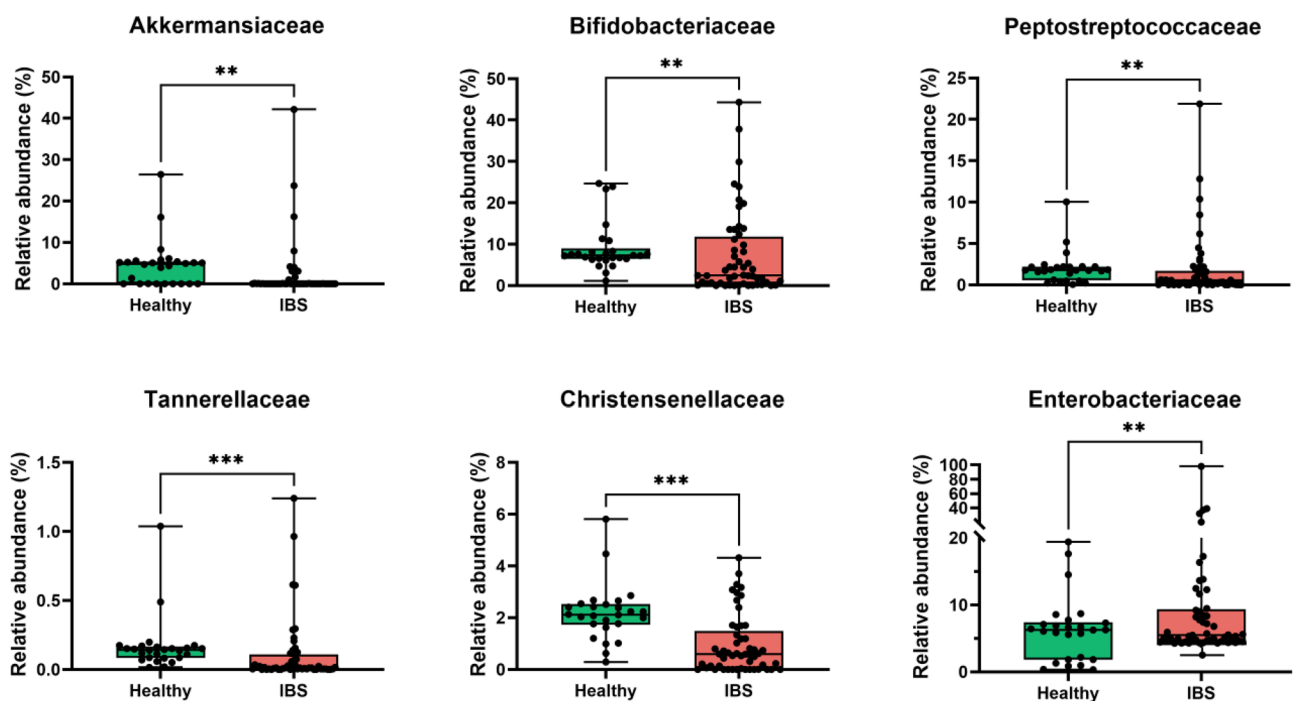 Akkermansiaceae
Relative abundance (%)
50
40
30
20
10
0
**
Healthy
IBS
Bifidobacteriaceae
Relative abundance (%)
50
40
30
20
10
0
**
Healthy
IBS
Peptostreptococcaceae
Relative abundance (%)
25
20
15
10
5
0
**
Healthy
IBS
Tannerellaceae
Relative abundance (%)
1.5
1.0
0.5
0.0
***
Healthy
IBS
Christensenellaceae
Relative abundance (%)
8
6
4
2
0
***
Healthy
IBS
Enterobacteriaceae
Relative abundance (%)
100
80
60
40
20
10
0
**
Healthy
IBS